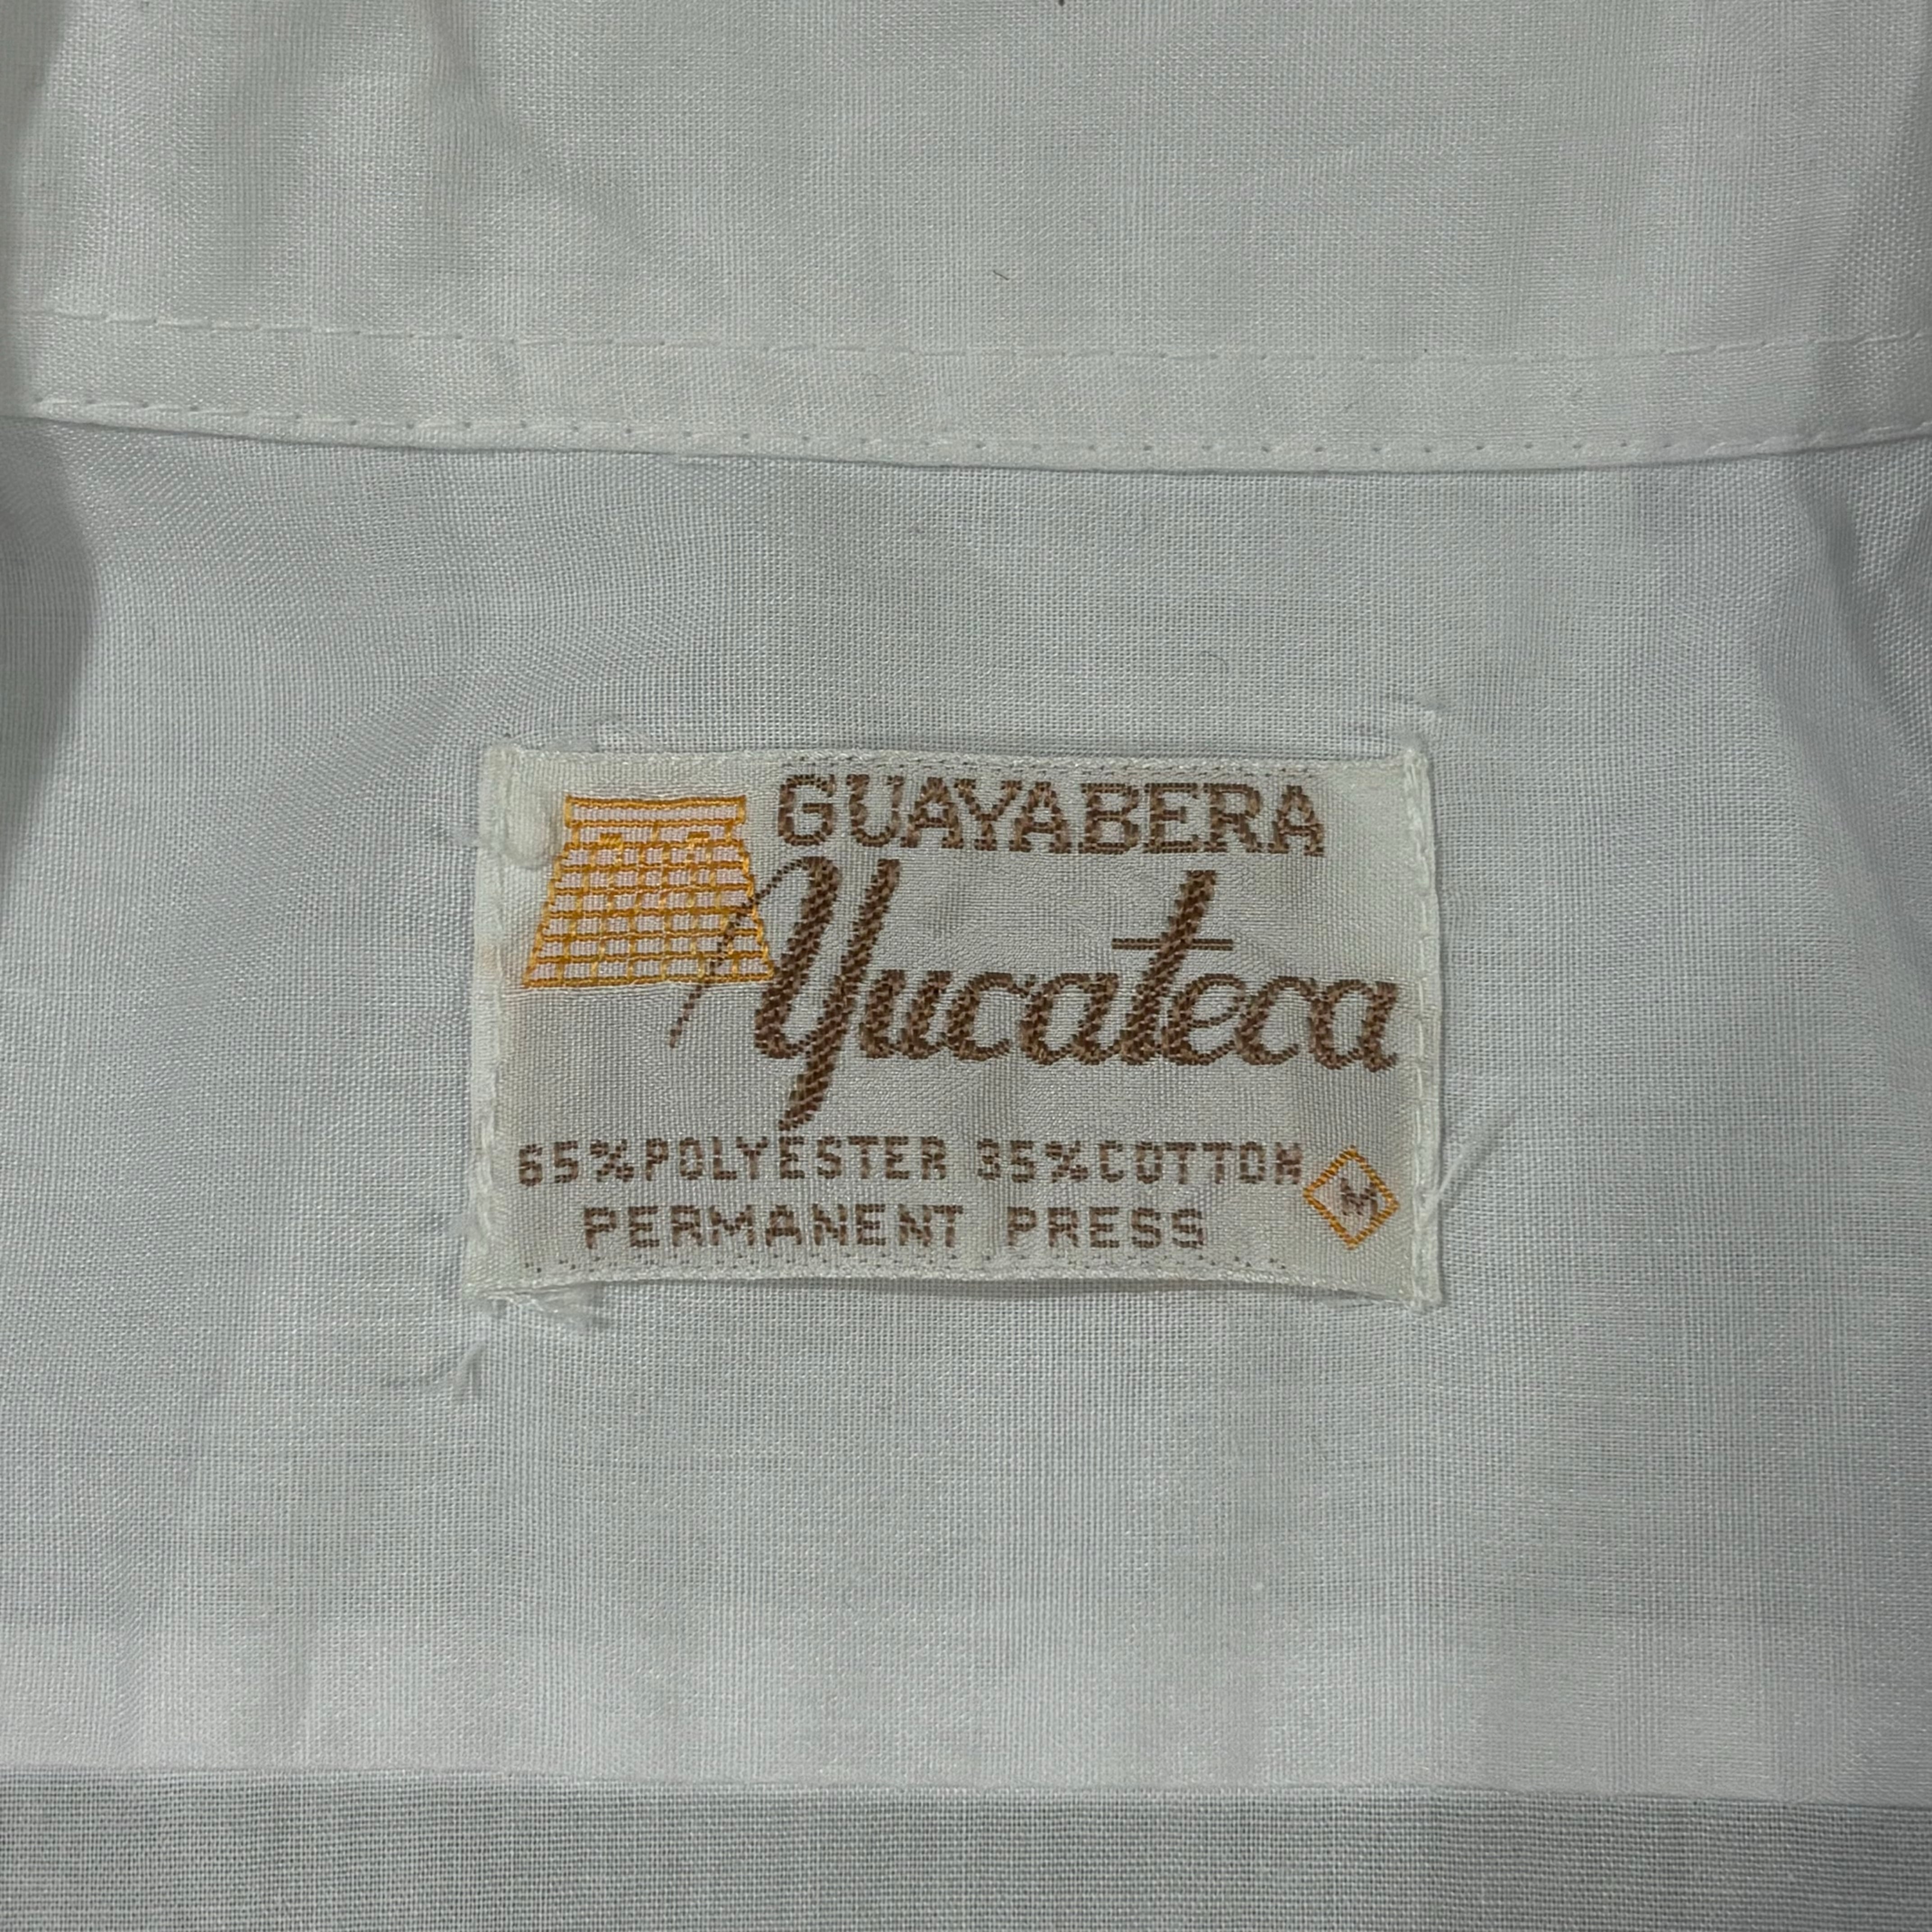 GUAYABERA
Yucateca
65%POLYESTER 35%COTTON
M
PERMANENT PRESS